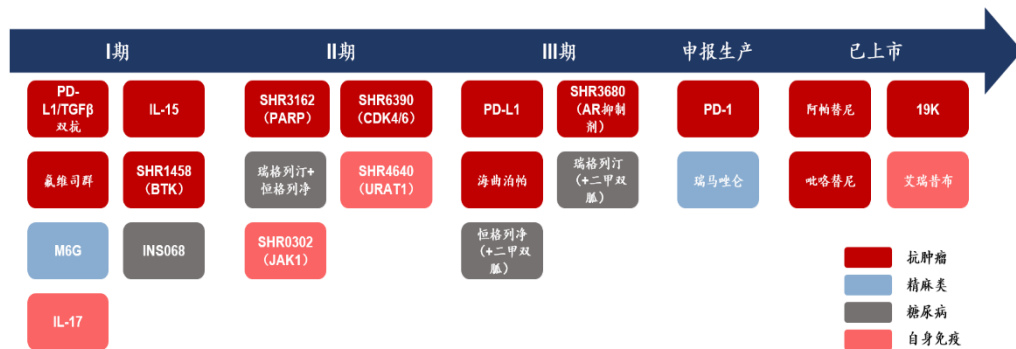 I期
II期
III期
申报生产
已上市
PD-
L1/TGFβ
双抗
IL-15
SHR3162
(PARP)
SHR6390
(CDK4/6)
PD-L1
SHR3680
(AR抑制
剂)
PD-1
阿帕替尼
19K
氟维司群
SHR1458
(BTK)
瑞格列汀+
恒格列净
SHR4640
(URAT1)
海曲泊帕
瑞格列汀
(+二甲双
胍)
瑞马唑仑
吡咯替尼
艾瑞昔布
M6G
INS068
SHR0302
(JAK1)
恒格列净
(+二甲双
胍)
IL-17
抗肿瘤
精麻类
糖尿病
自身免疫